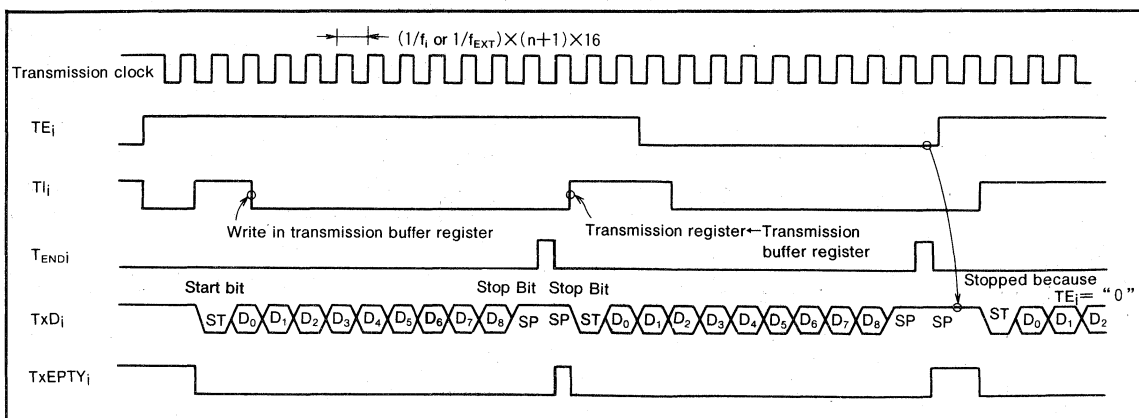 (1/fi or 1/fEXT)×(n+1)×16
Transmission clock
TEi
TIi
Write in transmission buffer register
Transmission register←Transmission
buffer register
TENDi
Start bit
Stop Bit
Stop Bit
Stopped because
TEi= "0"
TxDi
ST D0 D1 D2 D3 D4 D5 D6 D7 D8 SP SP ST D0 D1 D2 D3 D4 D5 D6 D7 D8 SP SP ST D0 D1 D2
TxEPTYi